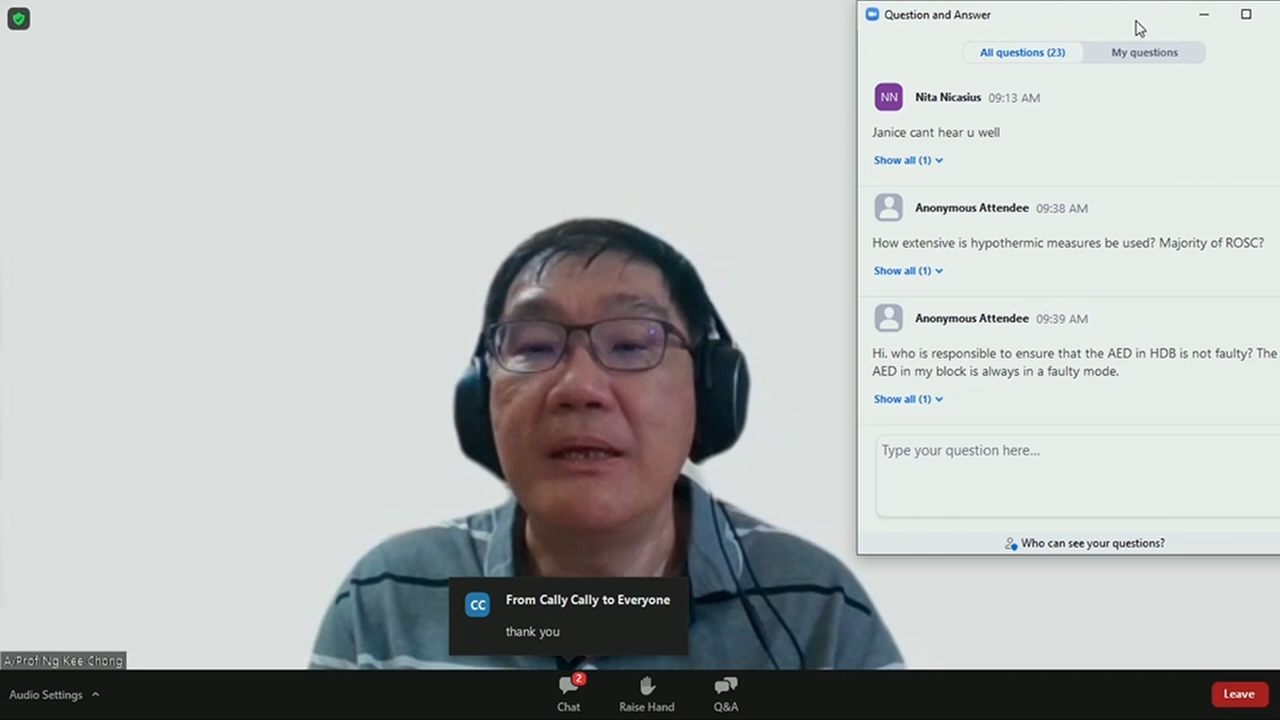 Question and Answer
All questions (23)
My questions
NN
Nita Nicasius 09:13 AM
Janice cant hear u well
Show all (1)
Anonymous Attendee 09:38 AM
How extensive is hypothermic measures be used? Majority of ROSC?
Show all (1)
Anonymous Attendee 09:39 AM
Hi. who is responsible to ensure that the AED in HDB is not faulty? The
AED in my block is always in a faulty mode.
Show all (1)
Type your question here...
Who can see your questions?
CC
From Cally Cally to Everyone
thank you
A/Prof Ng Kee Chong
Audio Settings
2
Chat
Raise Hand
Q&A
Leave